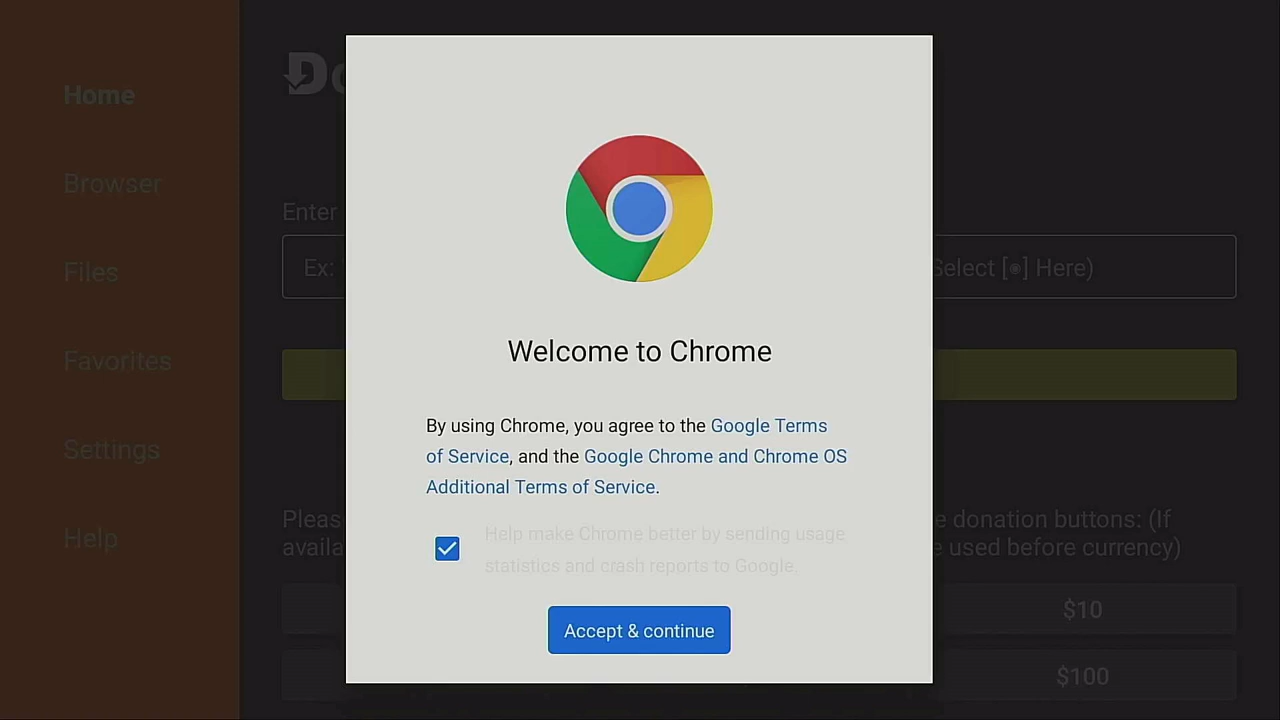 Home
Browser
Files
Favorites
Settings
Help
Do
Enter
Ex:
Select [◉] Here)
Welcome to Chrome
By using Chrome, you agree to the Google Terms
of Service, and the Google Chrome and Chrome OS
Additional Terms of Service.
Help make Chrome better by sending usage
statistics and crash reports to Google.
Accept & continue
Pleas
e donation buttons: (If
availa
e used before currency)
$10
$100